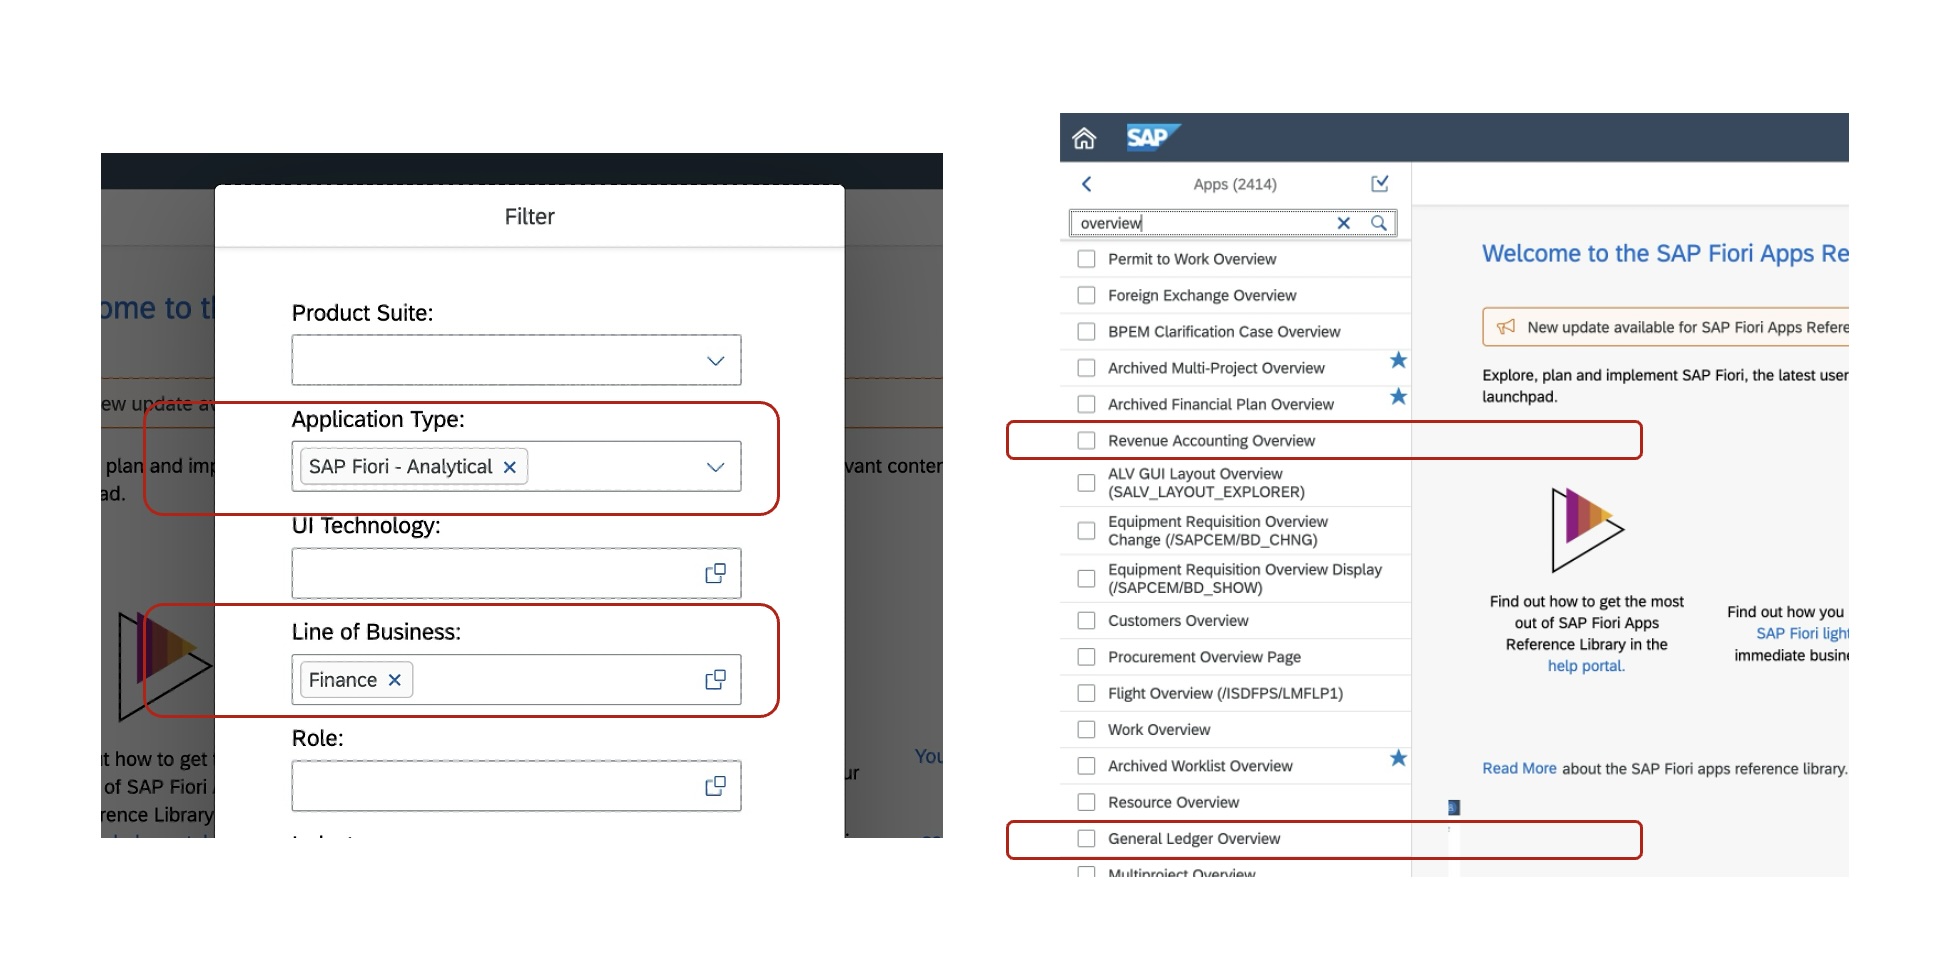 Filter
ome to t
Product Suite:
ew update av
Application Type:
SAP Fiori - Analytical
plan and imp
vant conter
ad.
UI Technology:
Line of Business:
Finance
Role:
t how to get
You
ur
of SAP Fiori
rence Library
SAP
Apps (2414)
overview
Permit to Work Overview
Foreign Exchange Overview
BPEM Clarification Case Overview
Archived Multi-Project Overview
Archived Financial Plan Overview
Revenue Accounting Overview
ALV GUI Layout Overview
(SALV_LAYOUT_EXPLORER)
Equipment Requisition Overview
Change (/SAPCEM/BD_CHNG)
Equipment Requisition Overview Display
(/SAPCEM/BD_SHOW)
Customers Overview
Procurement Overview Page
Flight Overview (/ISDFPS/LMFLP1)
Work Overview
Archived Worklist Overview
Resource Overview
General Ledger Overview
Multiproject Overview
Welcome to the SAP Fiori Apps Re
New update available for SAP Fiori Apps Refere
Explore, plan and implement SAP Fiori, the latest user
launchpad.
Find out how to get the most
out of SAP Fiori Apps
Reference Library in the
help portal.
Find out how you
SAP Fiori light
immediate busine
Read More about the SAP Fiori apps reference library.